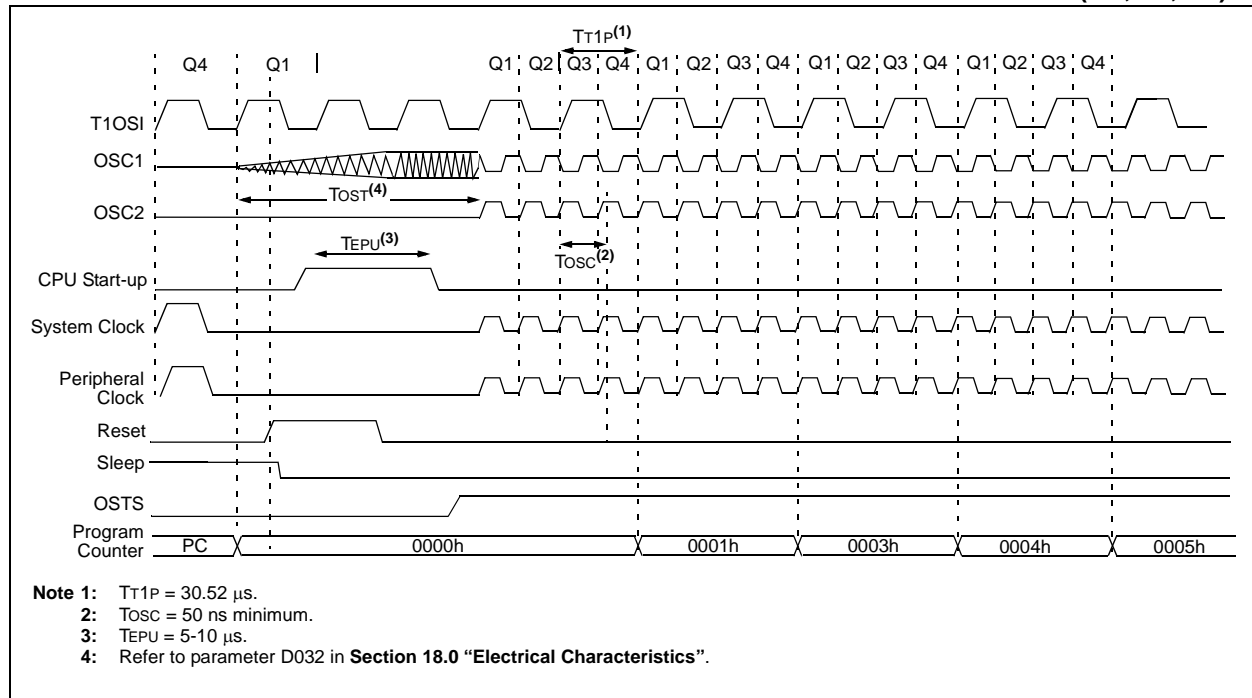 TT1P(1)
Q4 Q1 Q1 Q2 Q3 Q4 Q1 Q2 Q3 Q4 Q1 Q2 Q3 Q4 Q1 Q2 Q3 Q4
T1OSI
OSC1
TOST(4)
OSC2
TEPU(3)
TOSC(2)
CPU Start-up
System Clock
Peripheral
Clock
Reset
Sleep
OSTS
Program
Counter
PC 0000h 0001h 0003h 0004h 0005h
Note 1: TT1P = 30.52 μs.
2: TOSC = 50 ns minimum.
3: TEPU = 5-10 μs.
4: Refer to parameter D032 in Section 18.0 “Electrical Characteristics”.